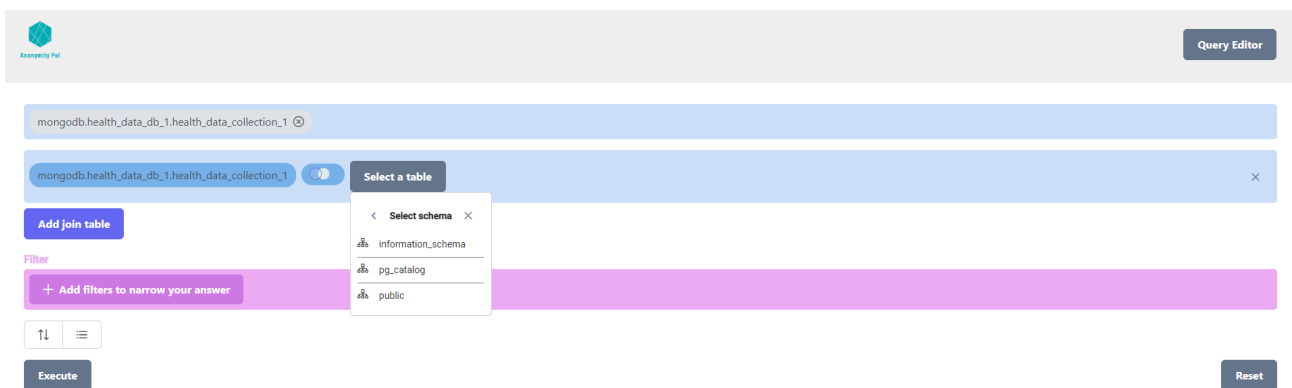 Anonymity Pal
Query Editor
mongodb.health_data_db_1.health_data_collection_1
mongodb.health_data_db_1.health_data_collection_1
Select a table
Select schema
information_schema
pg_catalog
public
Add join table
Filter
Add filters to narrow your answer
Execute
Reset